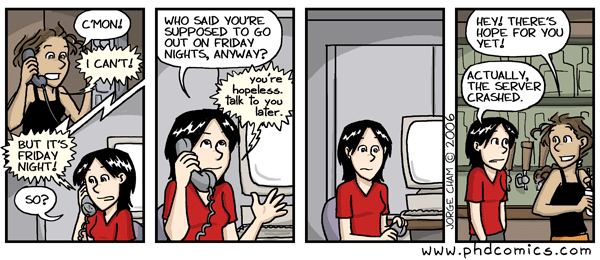 C'MON!
I CAN'T!
BUT IT'S
FRIDAY
NIGHT!
SO?
WHO SAID YOU'RE
SUPPOSED TO GO
OUT ON FRIDAY
NIGHTS, ANYWAY?
you're
hopeless.
talk to you
later.
JORGE CHAM © 2006
HEY! THERE'S
HOPE FOR YOU
YET!
ACTUALLY,
THE SERVER
CRASHED.
www.phdcomics.com